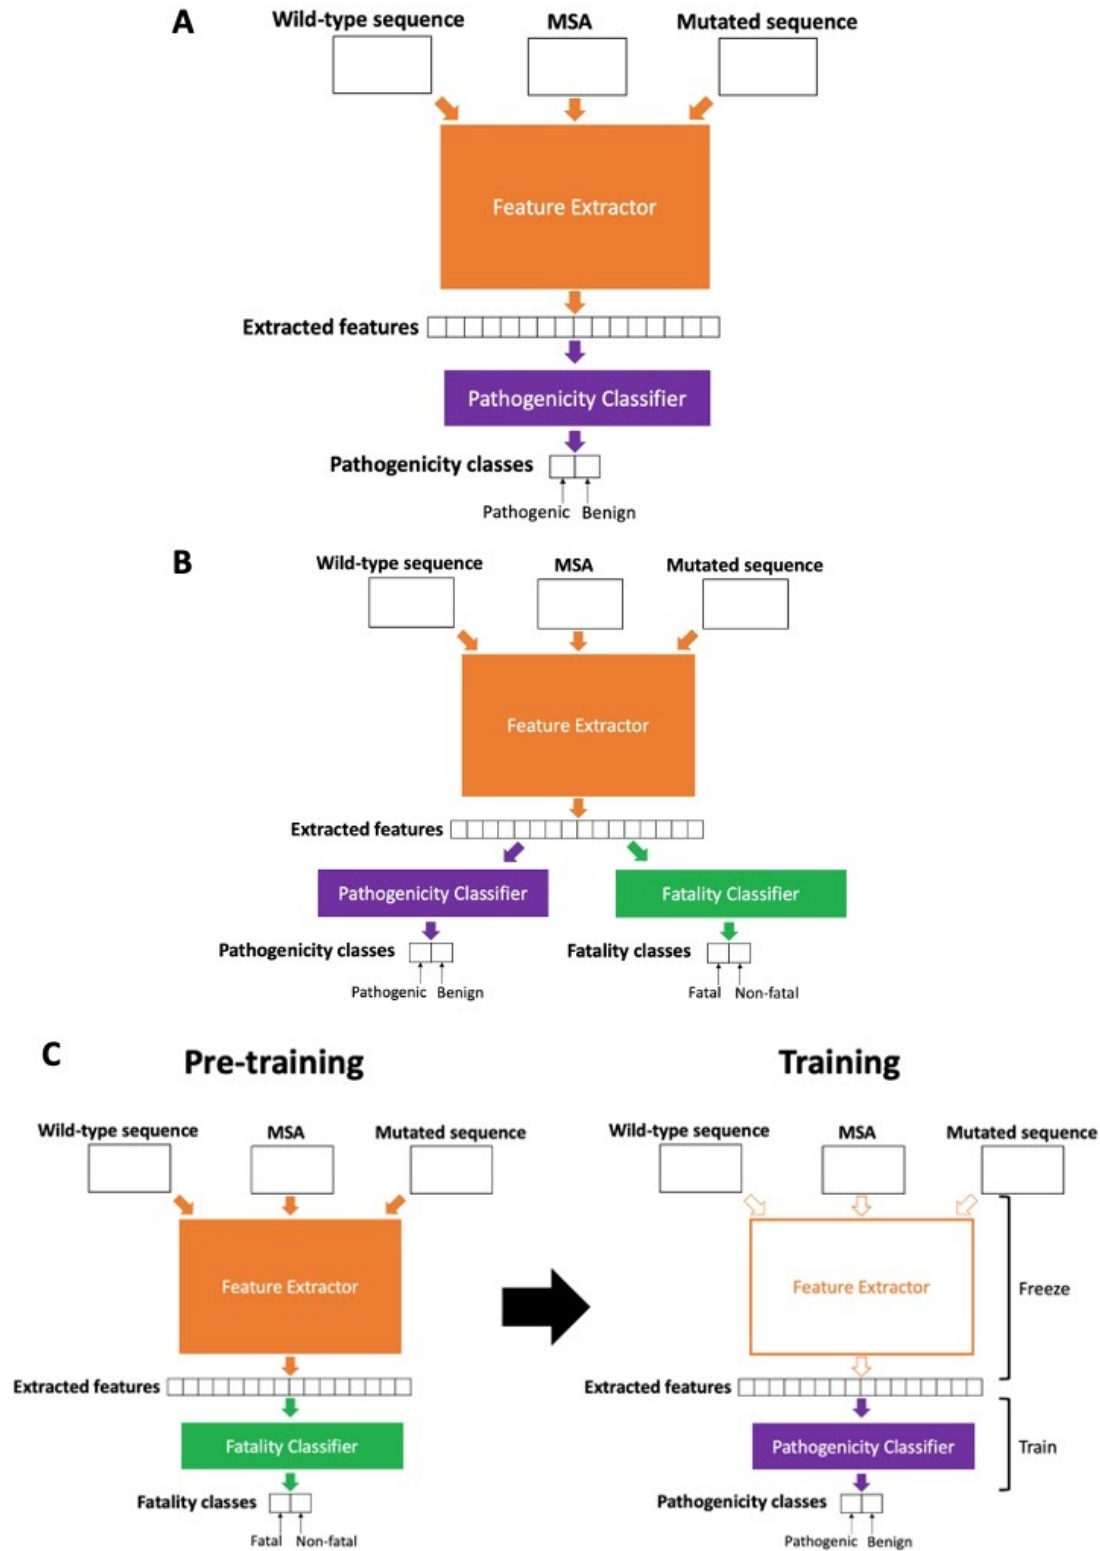 A
Wild-type sequence MSA Mutated sequence
Feature Extractor
Extracted features
Pathogenicity Classifier
Pathogenicity classes
Pathogenic Benign
B
Wild-type sequence MSA Mutated sequence
Feature Extractor
Extracted features
Pathogenicity Classifier Fatality Classifier
Pathogenicity classes Fatality classes
Pathogenic Benign Fatal Non-fatal
C
Pre-training Training
Wild-type sequence MSA Mutated sequence Wild-type sequence MSA Mutated sequence
Feature Extractor Feature Extractor Freeze
Extracted features Extracted features
Fatality Classifier Pathogenicity Classifier Train
Fatality classes Pathogenicity classes
Fatal Non-fatal Pathogenic Benign